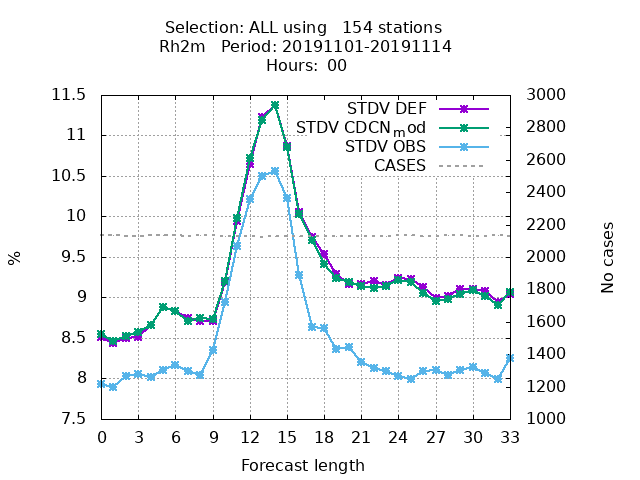 Selection: ALL using   154 stations
Rh2m   Period: 20191101-20191114
Hours: 00
STDV DEF
STDV CDCNmod
STDV OBS
CASES
11.5
11
10.5
10
9.5
9
8.5
8
7.5
%
3000
2800
2600
2400
2200
2000
1800
1600
1400
1200
1000
No cases
0 3 6 9 12 15 18 21 24 27 30 33
Forecast length